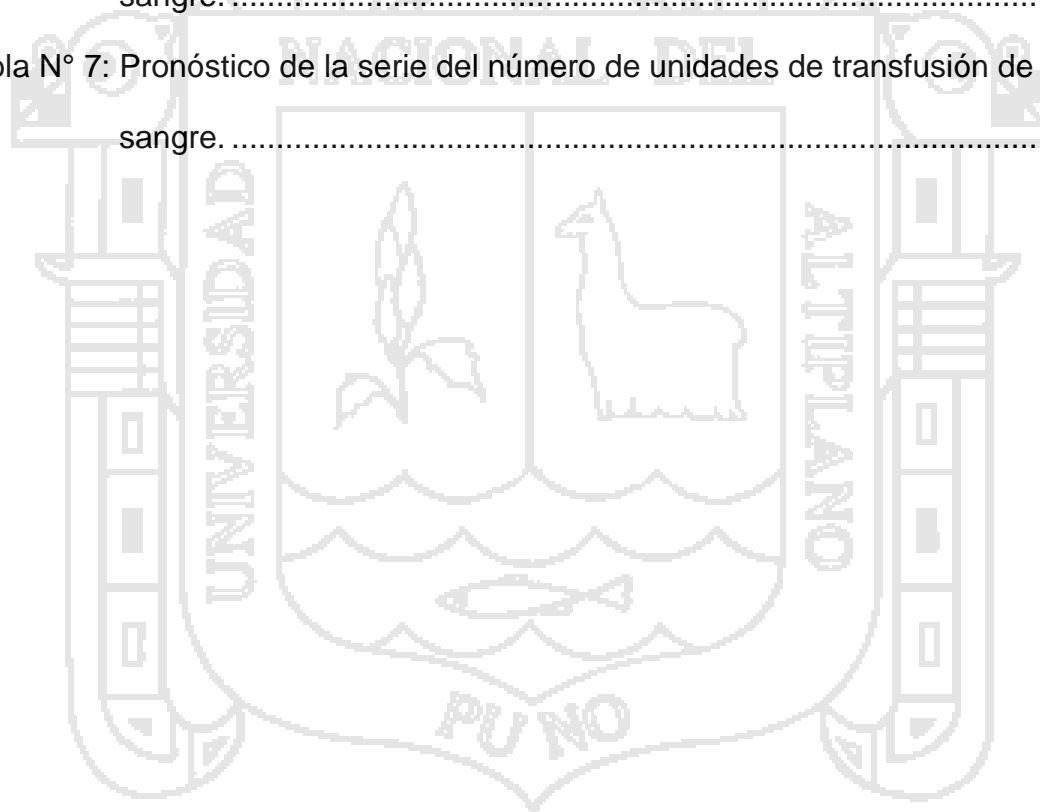 sangre. ....................................................................................................
NACIONAL DEL
N° 7: Pronóstico de la serie del número de unidades de transfusión de
sangre. ....................................................................................................
UNIVERSIDAD
ALTIPLANO
PUNO